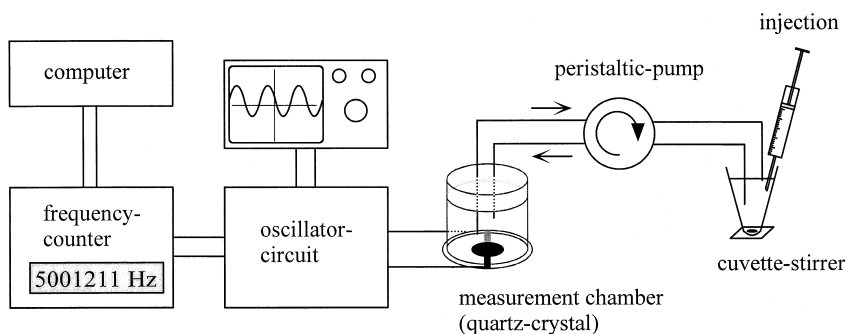 injection
computer
peristaltic-pump
frequency-
counter
5001211 Hz
oscillator-
circuit
cuvette-stirrer
measurement chamber
(quartz-crystal)